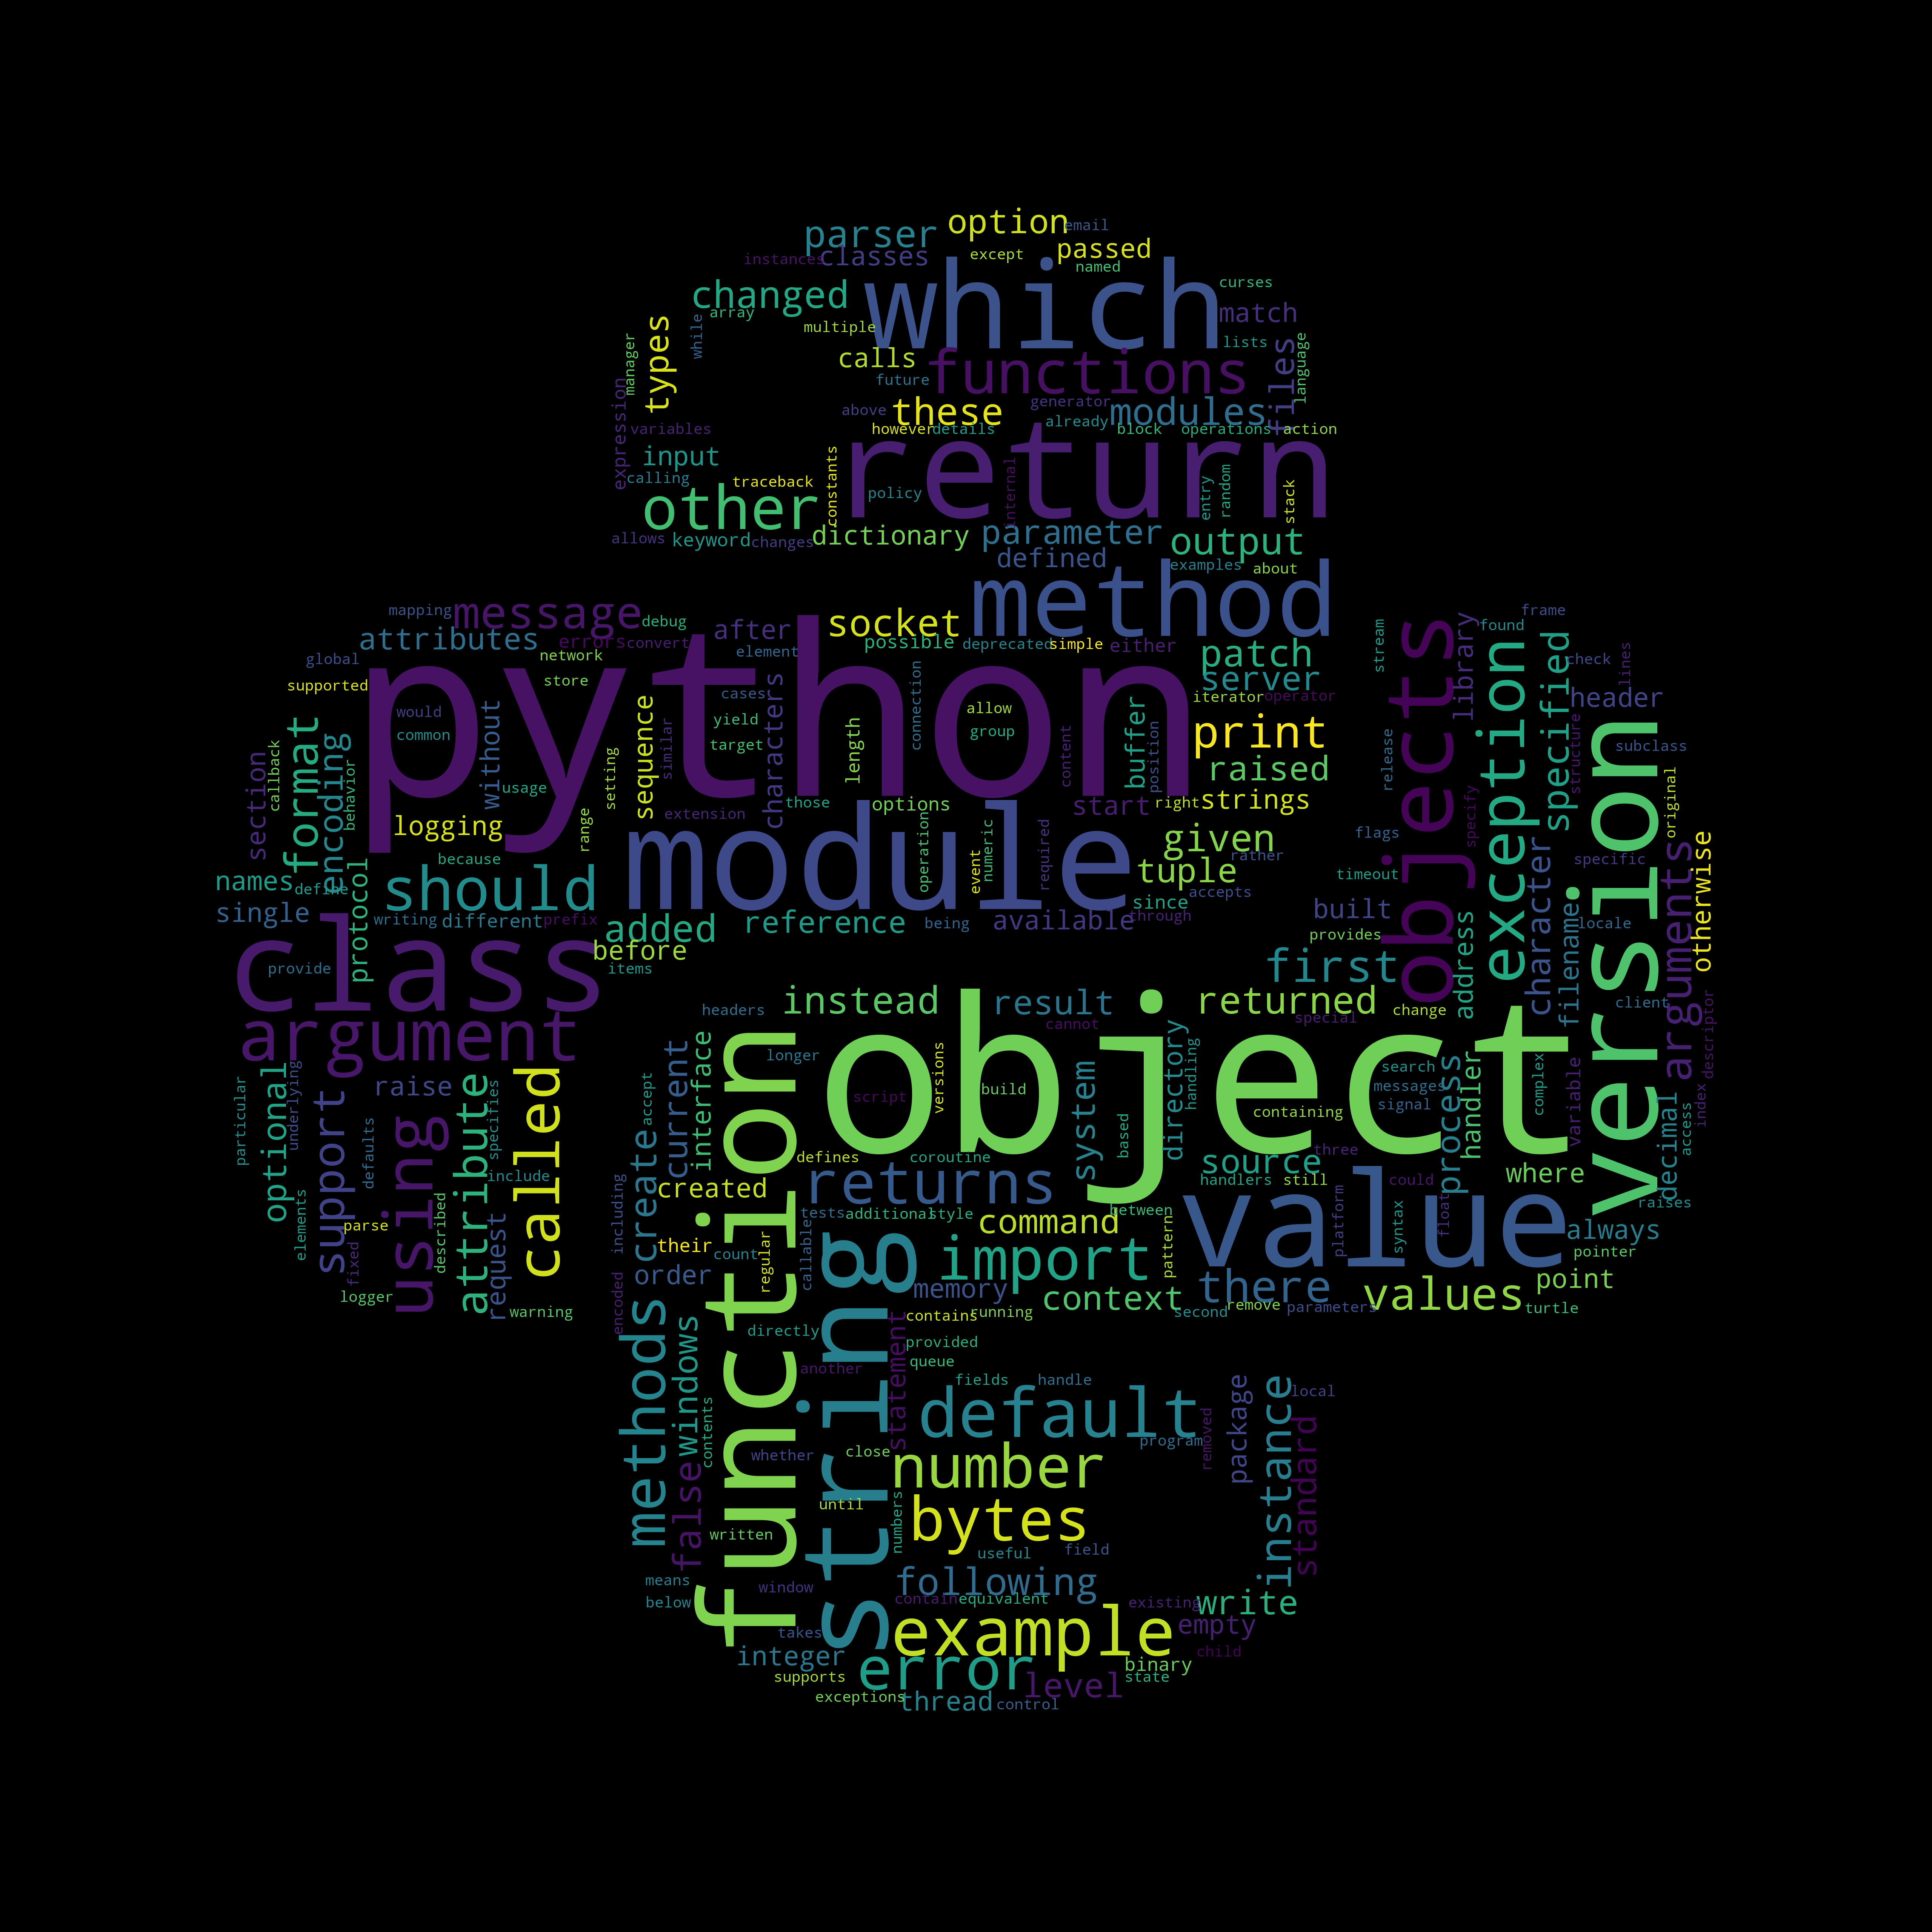 option
email
parser
passed
classes
instances
except
named
which
changed
curses
array
match
multiple
while
types
manager
lists
language
files
calls
functions
future
expression
above
these
generator
modules
variables
however
details
already
block
operations
action
return
input
calling
traceback
constants
policy
internal
entry
random
stack
other
allows
keyword
changes
dictionary
parameter
output
defined
examples
about
method
mapping
message
debug
after
socket
attributes
errors
convert
element
possible
deprecated
simple
either
patch
global
network
server
supported
store
python
cases
characters
connection
allow
iterator
operator
would
common
without
sequence
similar
yield
target
length
group
content
buffer
position
print
raised
setting
usage
those
options
start
right
strings
extension
range
section
callback
format
encoding
behavior
logging
module
given
because
should
operation
event
numeric
required
tuple
rather
accepts
since
names
define
single
protocol
writing
different
prefix
added
reference
being
available
through
before
items
class
provide
argument
stream
objects
library
found
frame
exception
specified
check
lines
header
release
structure
subclass
version
specify
original
flags
timeout
character
specific
arguments
otherwise
built
provides
address
filename
locale
first
client
descriptor
headers
instead
result
returned
change
cannot
special
object
longer
versions
script
build
directory
handling
system
based
containing
search
messages
signal
process
handler
complex
variable
decimal
index
access
three
function
interface
current
accept
create
including
created
defines
coroutine
returns
source
handlers
still
could
where
raises
value
tests
additional
style
between
command
pattern
platform
syntax
float
always
pointer
their
count
regular
callable
string
import
order
memory
context
there
second
remove
parameters
values
point
turtle
encoded
particular
optional
underlying
support
raise
defaults
using
attribute
specifies
called
include
elements
parse
fixed
described
request
logger
warning
methods
windows
directly
another
statement
contains
running
provided
queue
fields
handle
default
contents
false
whether
close
number
program
removed
package
instance
local
standard
until
written
numbers
bytes
useful
field
means
below
window
following
contain
equivalent
existing
write
example
empty
takes
integer
child
error
binary
supports
state
level
exceptions
thread
control